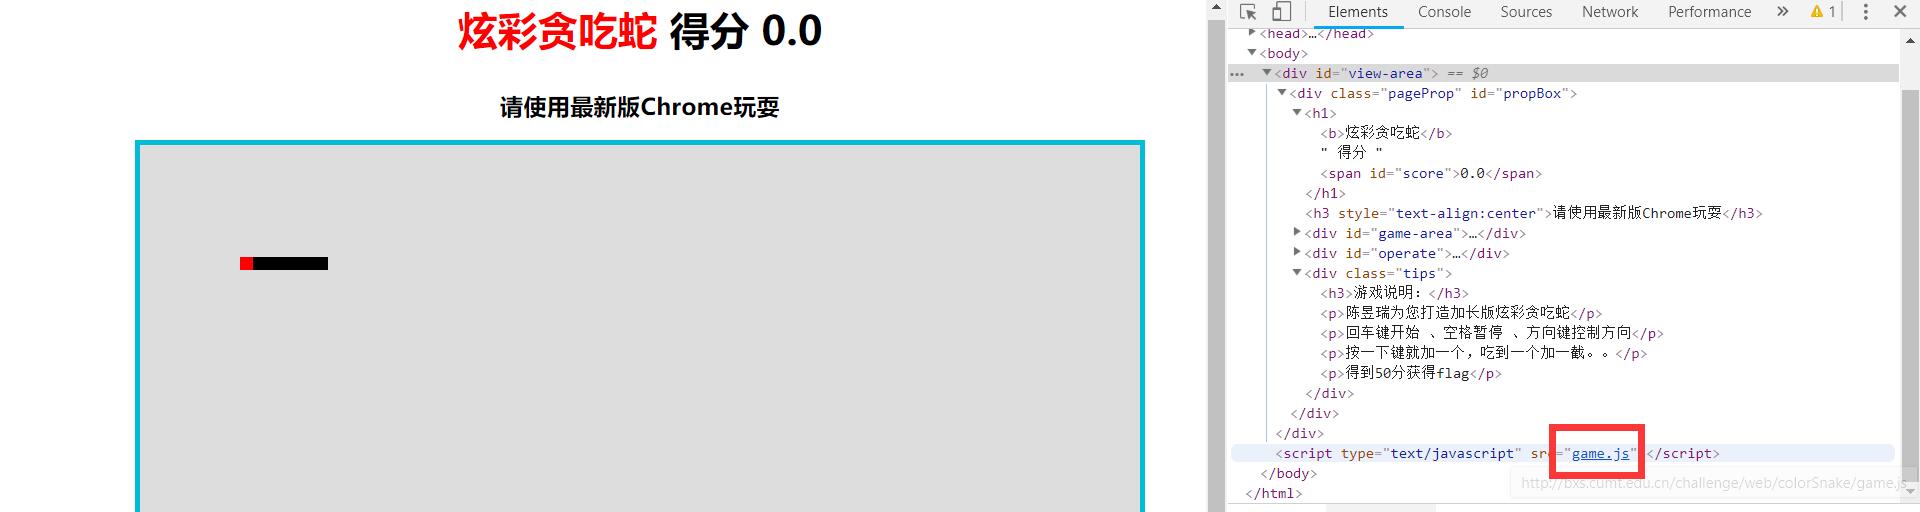 炫彩贪吃蛇 得分 0.0
请使用最新版Chrome玩耍
Elements Console Sources Network Performance » 1
<head>…</head>
<body>
… <div id="view-area"> == $0
<div class="pageProp" id="propBox">
<h1>
<b>炫彩贪吃蛇</b>
" 得分 "
<span id="score">0.0</span>
</h1>
<h3 style="text-align:center">请使用最新版Chrome玩耍</h3>
<div id="game-area">…</div>
<div id="operate">…</div>
<div class="tips">
<h3>游戏说明：</h3>
<p>陈昱瑞为您打造加长版炫彩贪吃蛇</p>
<p>回车键开始 、空格暂停 、方向键控制方向</p>
<p>按一下键就加一个，吃到一个加一截。。</p>
<p>得到50分获得flag</p>
</div>
</div>
</div>
<script type="text/javascript" src="game.js"></script>
</body>
http://bxs.cumt.edu.cn/challenge/web/colorSnake/game.js
</html>